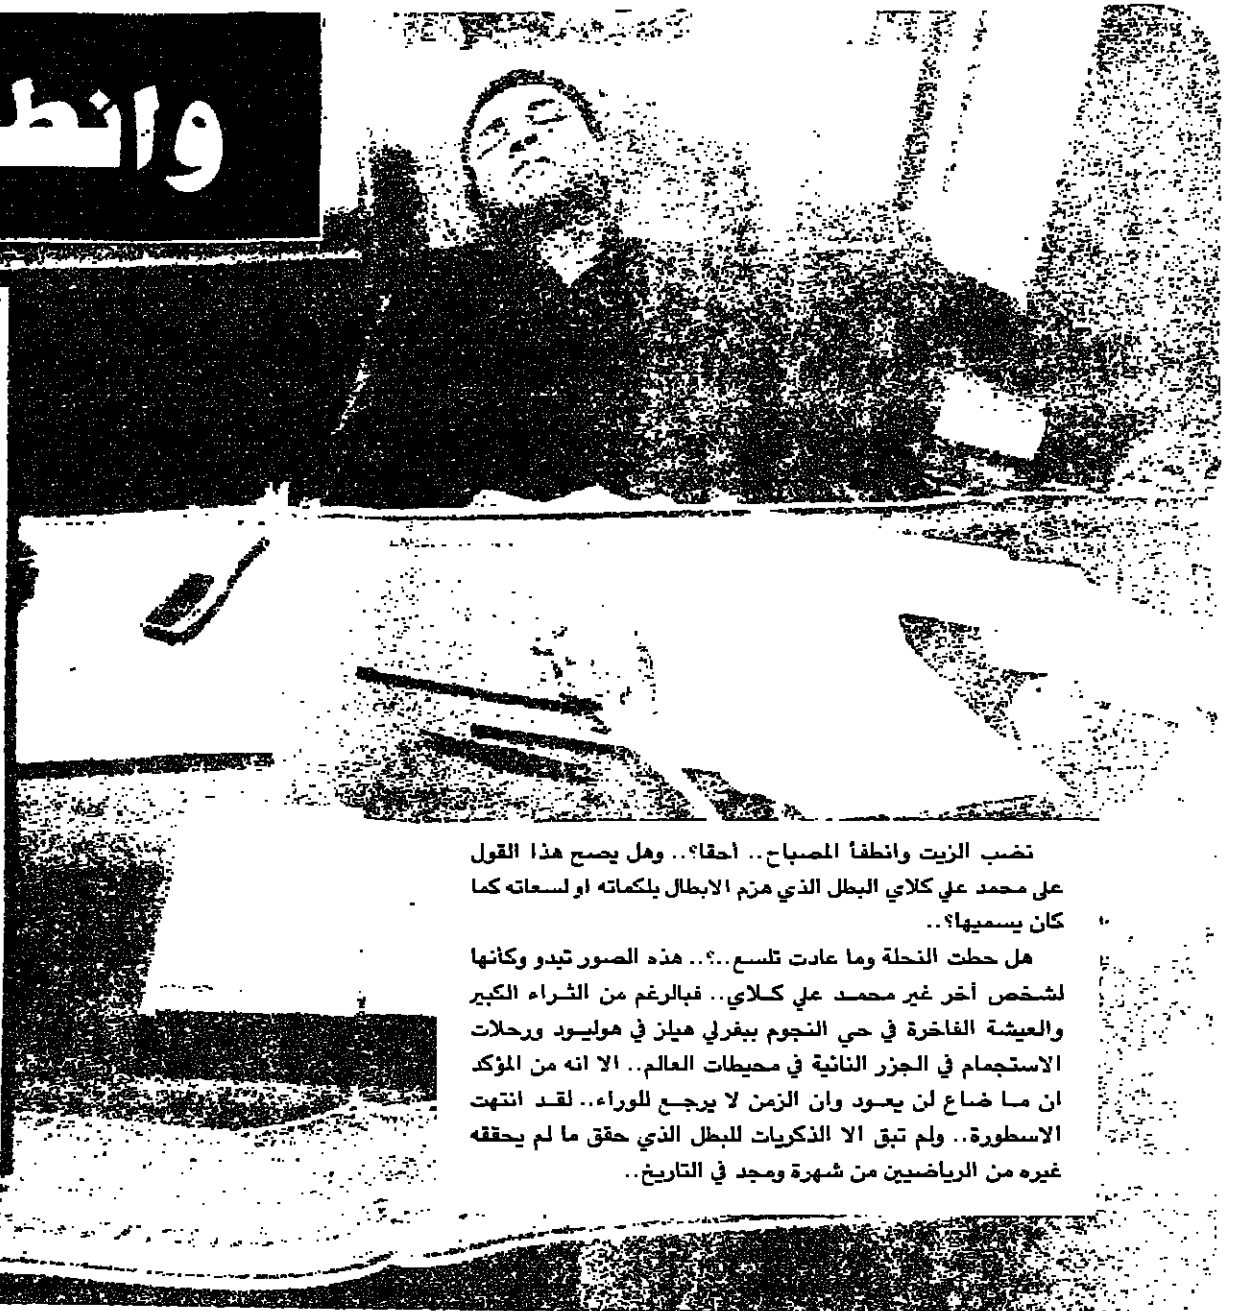 وانط
نضب الزيت وانطفأ المصباح.. أحقا؟.. وهل يصح هذا القول
على محمد علي كلاي البطل الذي هزم الابطال بلكماته او لسعاته كما
كان يسميها؟..
هل حطت النحلة وما عادت تلسع..؟.. هذه الصور تبدو وكأنها
لشخص أخر غير محمد علي كلاي.. فبالرغم من الثراء الكبير
والعيشة الفاخرة في حي النجوم بيفرلي هيلز في هوليود ورحلات
الاستجمام في الجزر النائية في محيطات العالم.. الا انه من المؤكد
ان ما ضاع لن يعود وان الزمن لا يرجع للوراء.. لقد انتهت
الاسطورة.. ولم تبق الا الذكريات للبطل الذي حقق ما لم يحققه
غيره من الرياضيين من شهرة ومجد في التاريخ..